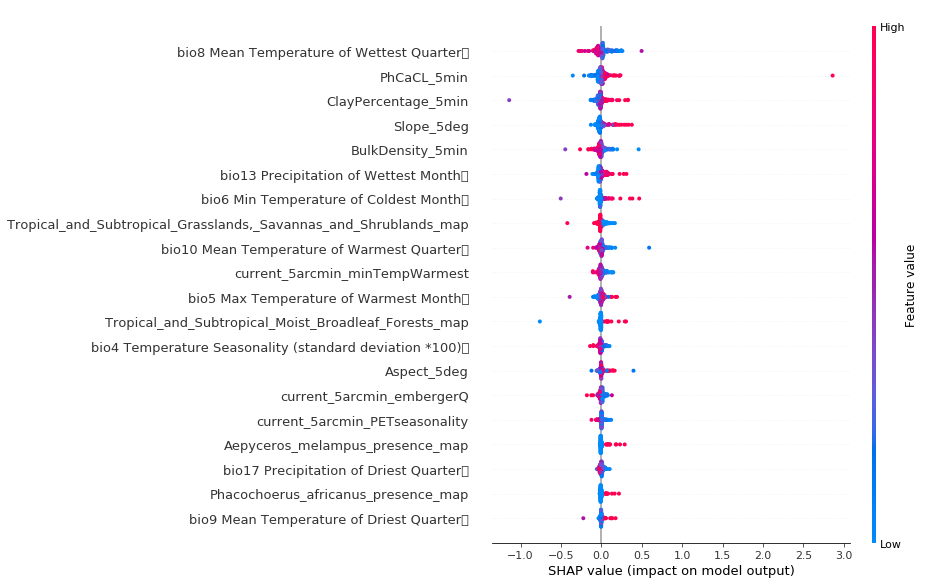 High
bio8 Mean Temperature of Wettest Quarter
PhCaCL_5min
ClayPercentage_5min
Slope_5deg
BulkDensity_5min
bio13 Precipitation of Wettest Month
bio6 Min Temperature of Coldest Month
Tropical_and_Subtropical_Grasslands,_Savannas_and_Shrublands_map
bio10 Mean Temperature of Warmest Quarter
current_5arcmin_minTempWarmest
bio5 Max Temperature of Warmest Month
Tropical_and_Subtropical_Moist_Broadleaf_Forests_map
bio4 Temperature Seasonality (standard deviation *100)
Aspect_5deg
current_5arcmin_embergerQ
current_5arcmin_PETseasonality
Aepyceros_melampus_presence_map
bio17 Precipitation of Driest Quarter
Phacochoerus_africanus_presence_map
bio9 Mean Temperature of Driest Quarter
Feature value
Low
−1.0 −0.5 0.0 0.5 1.0 1.5 2.0 2.5 3.0
SHAP value (impact on model output)